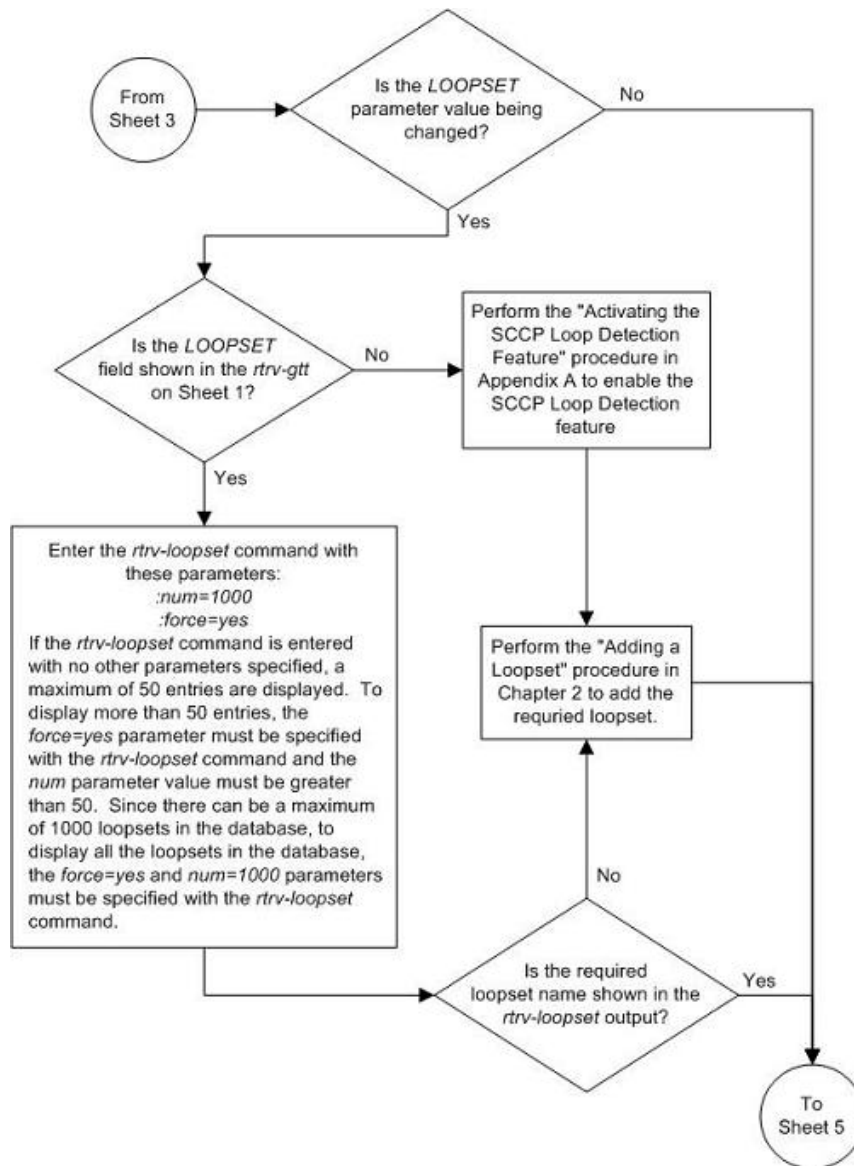 From
Sheet 3
Is the LOOPSET
parameter value being
changed?
No
Yes
Is the LOOPSET
field shown in the rtrv-gtt
on Sheet 1?
No
Yes
Perform the "Activating the
SCCP Loop Detection
Feature" procedure in
Appendix A to enable the
SCCP Loop Detection
feature
Enter the rtrv-loopset command with
these parameters:
:num=1000
:force=yes
If the rtrv-loopset command is entered
with no other parameters specified, a
maximum of 50 entries are displayed. To
display more than 50 entries, the
force=yes parameter must be specified
with the rtrv-loopset command and the
num parameter value must be greater
than 50. Since there can be a maximum
of 1000 loopsets in the database, to
display all the loopsets in the database,
the force=yes and num=1000 parameters
must be specified with the rtrv-loopset
command.
Perform the "Adding a
Loopset" procedure in
Chapter 2 to add the
requried loopset.
No
Is the required
loopset name shown in the
rtrv-loopset output?
Yes
To
Sheet 5